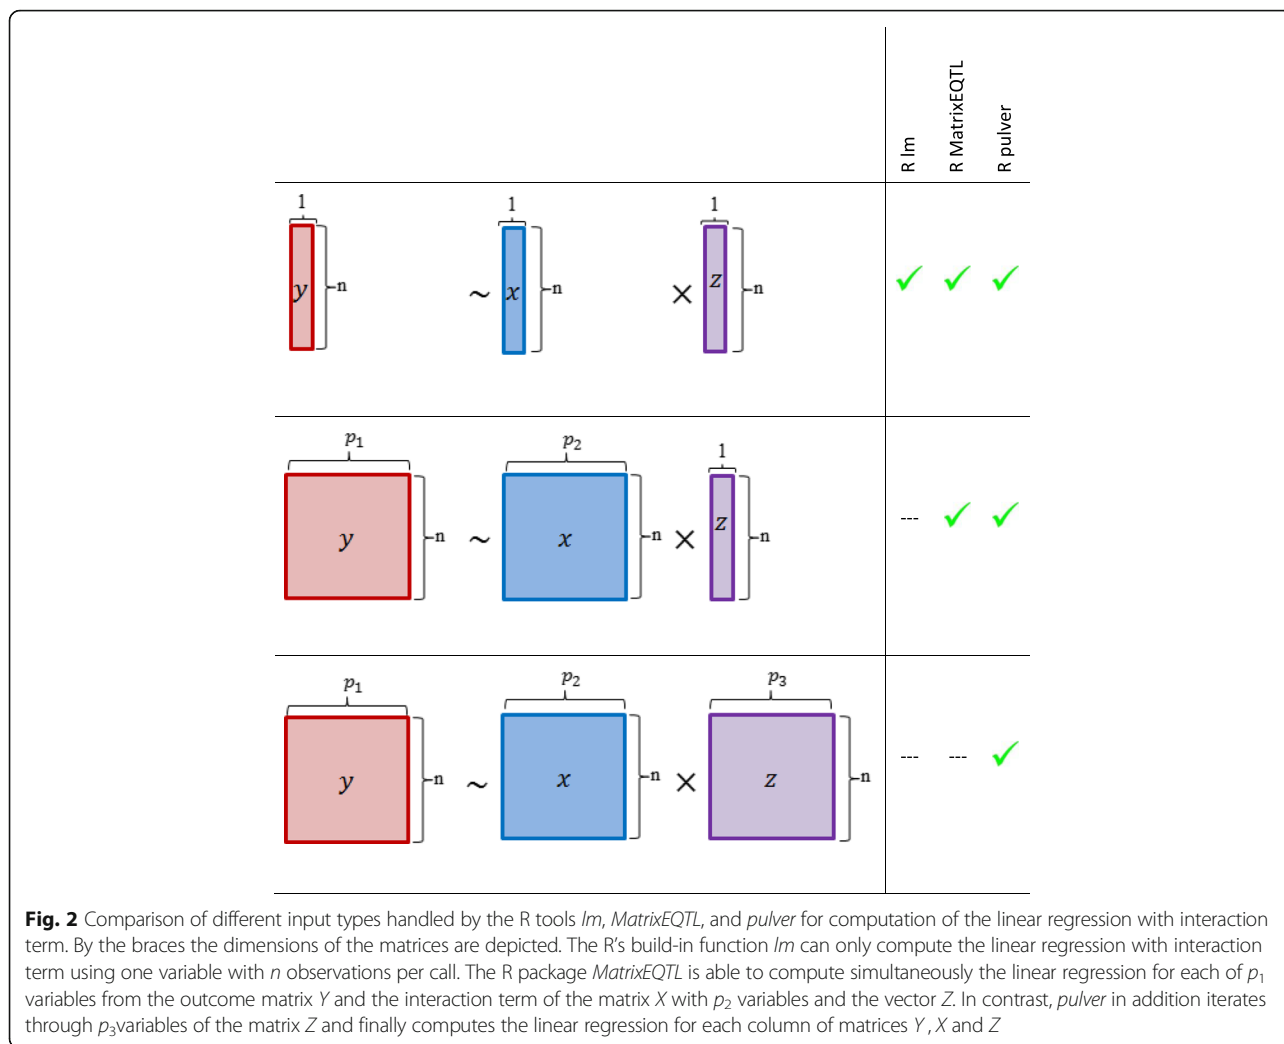 R lm
R MatrixEQTL
R pulver
1 1 1
y n ~ x n × z n
p₁ p₂ 1
y n ~ x n × z n
---
p₁ p₂ p₃
y n ~ x n × z n
--- ---
Fig. 2 Comparison of different input types handled by the R tools lm, MatrixEQTL, and pulver for computation of the linear regression with interaction
term. By the braces the dimensions of the matrices are depicted. The R's build-in function lm can only compute the linear regression with interaction
term using one variable with n observations per call. The R package MatrixEQTL is able to compute simultaneously the linear regression for each of p₁
variables from the outcome matrix Y and the interaction term of the matrix X with p₂ variables and the vector Z. In contrast, pulver in addition iterates
through p₃variables of the matrix Z and finally computes the linear regression for each column of matrices Y , X and Z